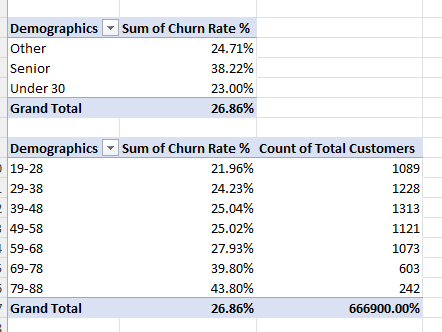 Demographics Sum of Churn Rate %
Other 24.71%
Senior 38.22%
Under 30 23.00%
Grand Total 26.86%
Demographics Sum of Churn Rate % Count of Total Customers
19-28 21.96% 1089
29-38 24.23% 1228
39-48 25.04% 1313
49-58 25.02% 1121
59-68 27.93% 1073
69-78 39.80% 603
79-88 43.80% 242
Grand Total 26.86% 666900.00%